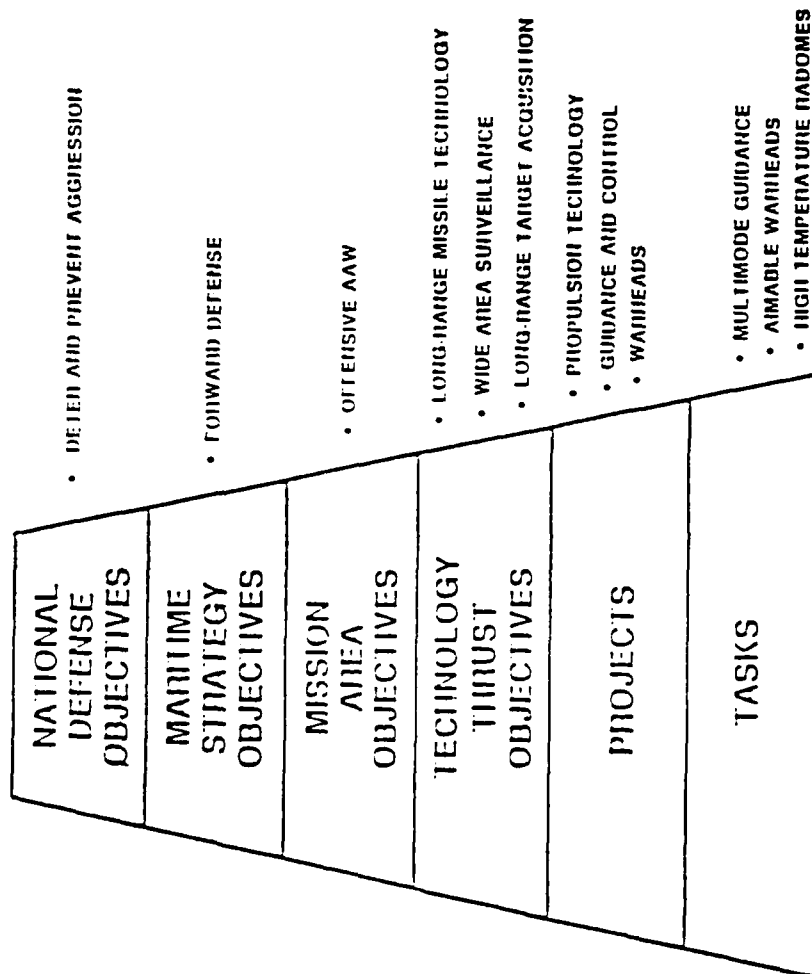 NATIONAL
DEFENSE
OBJECTIVES
• DETER AND PREVENT AGGRESSION
MARITIME
STRATEGY
OBJECTIVES
• FORWARD DEFENSE
MISSION
AREA
OBJECTIVES
• OFFENSIVE AAW
TECHNOLOGY
THRUST
OBJECTIVES
• LONG-RANGE MISSILE TECHNOLOGY
• WIDE AREA SURVEILLANCE
• LONG-RANGE TARGET ACQUISITION
PROJECTS
• PROPULSION TECHNOLOGY
• GUIDANCE AND CONTROL
• WARHEADS
TASKS
• MULTIMODE GUIDANCE
• AIMABLE WARHEADS
• HIGH TEMPERATURE RADOMES